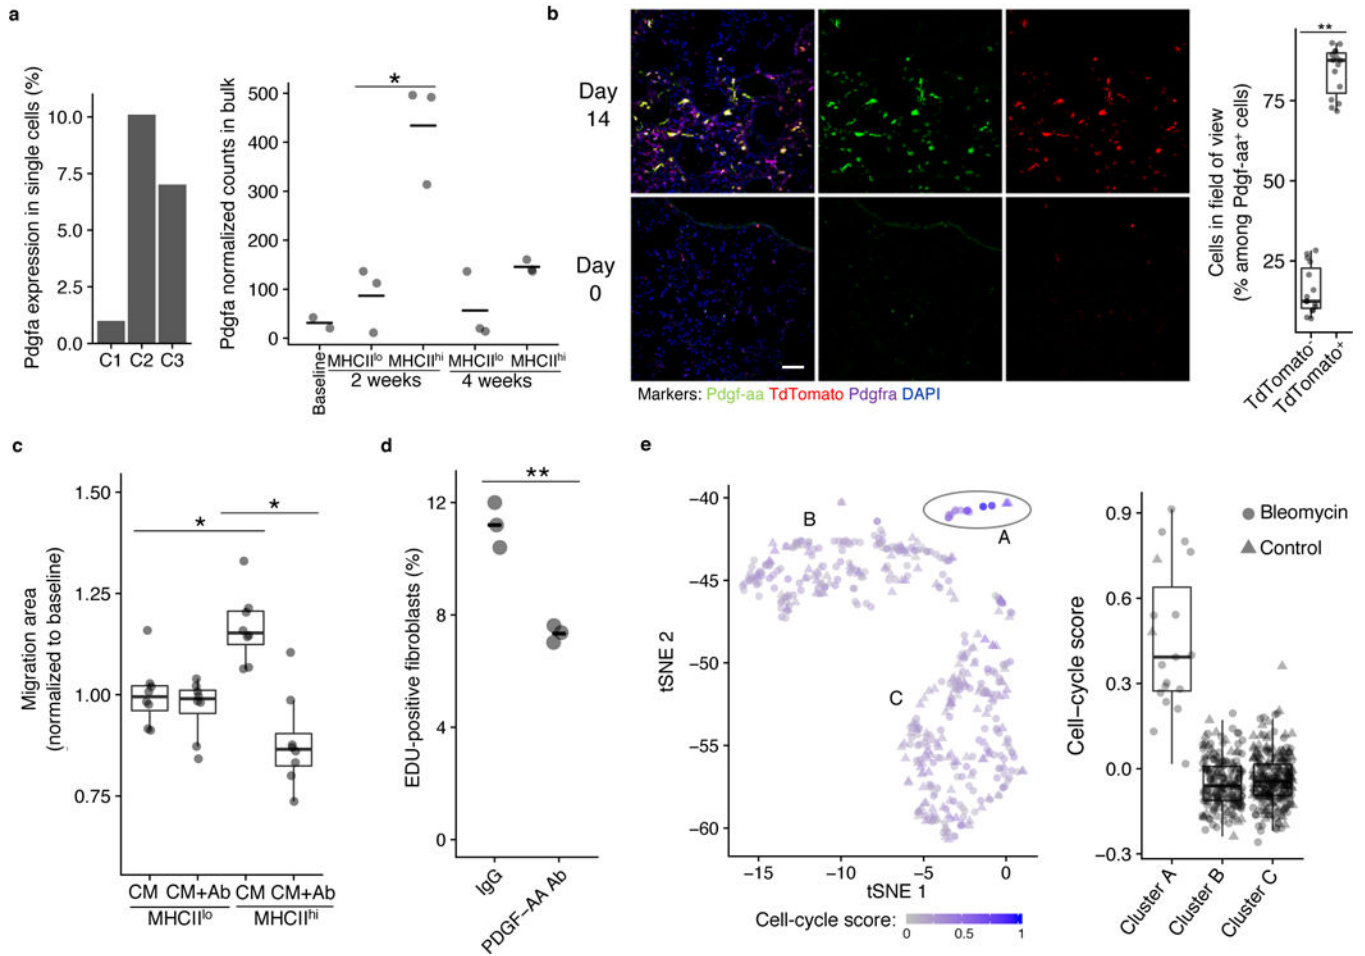 a
Pdgfa expression in single cells (%)
10.0
7.5
5.0
2.5
0.0
C1 C2 C3
Pdgfa normalized counts in bulk
500
400
300
200
100
0
*
Baseline
MHCIIlo MHCIIhi MHCIIlo MHCIIhi
2 weeks 4 weeks
b
Day
14
Day
0
Markers: Pdgf-aa TdTomato Pdgfra DAPI
Cells in field of view
(% among Pdgf-aa+ cells)
**
75
50
25
TdTomato-
TdTomato+
c
Migration area
(normalized to baseline)
1.50
1.25
1.00
0.75
*
*
CM CM+Ab CM CM+Ab
MHCIIlo MHCIIhi
d
EDU-positive fibroblasts (%)
12
8
4
0
**
IgG
PDGF-AA Ab
e
tSNE 2
−40
−45
−50
−55
−60
A
B
C
−15 −10 −5 0
tSNE 1
Cell-cycle score:
0 0.5 1
Cell-cycle score
0.9
0.6
0.3
0.0
−0.3
Bleomycin
Control
Cluster A
Cluster B
Cluster C